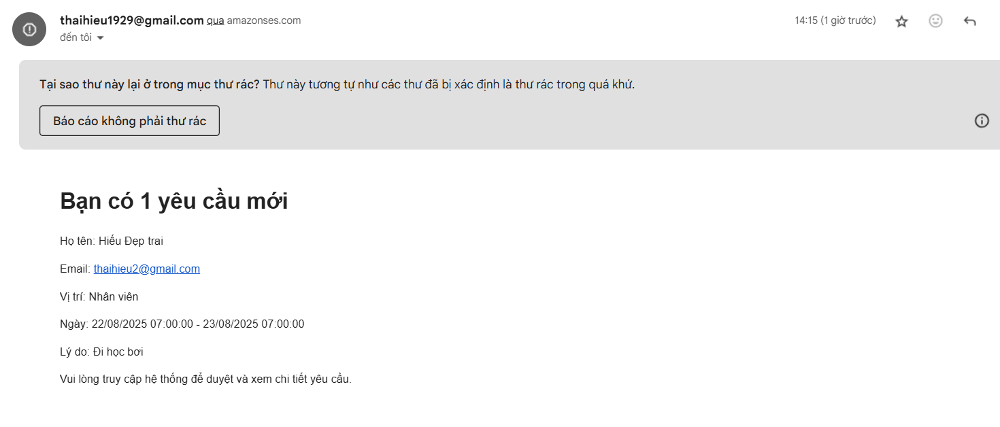 thaihieu1929@gmail.com qua amazonses.com
14:15 (1 giờ trước)
đến tôi
Tại sao thư này lại ở trong mục thư rác? Thư này tương tự như các thư đã bị xác định là thư rác trong quá khứ.
Báo cáo không phải thư rác
Bạn có 1 yêu cầu mới
Họ tên: Hiếu Đẹp trai
Email: thaihieu2@gmail.com
Vị trí: Nhân viên
Ngày: 22/08/2025 07:00:00 - 23/08/2025 07:00:00
Lý do: Đi học bơi
Vui lòng truy cập hệ thống để duyệt và xem chi tiết yêu cầu.